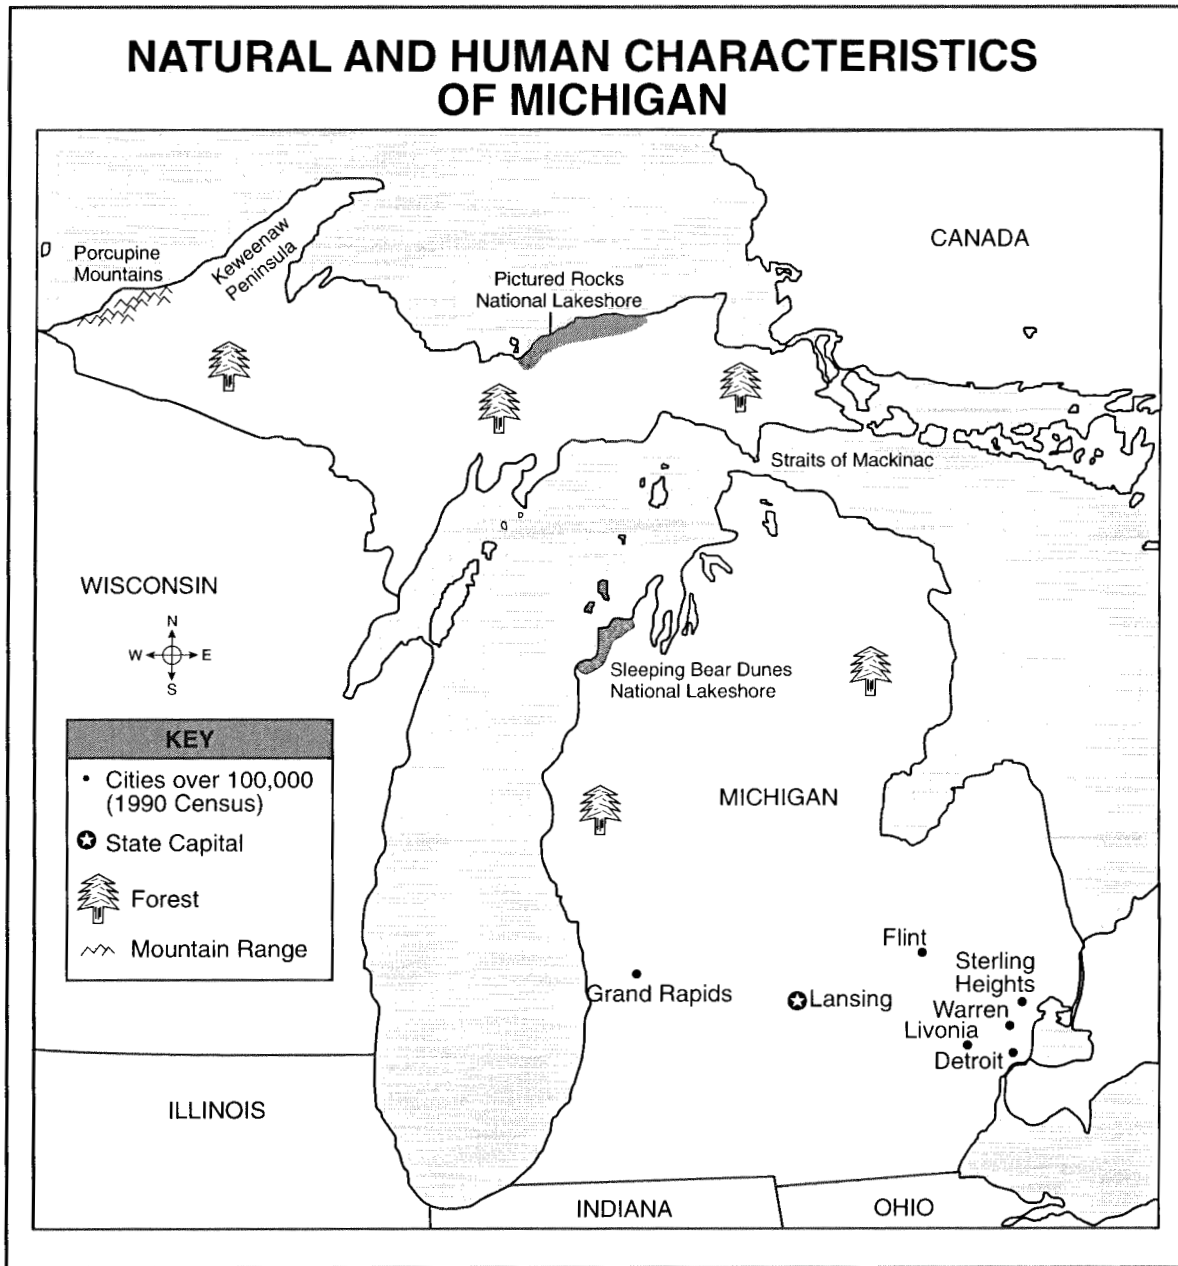 NATURAL AND HUMAN CHARACTERISTICS
OF MICHIGAN
CANADA
Porcupine
Mountains
Keweenaw
Peninsula
Pictured Rocks
National Lakeshore
Straits of Mackinac
WISCONSIN
N
W E
S
Sleeping Bear Dunes
National Lakeshore
KEY
Cities over 100,000
(1990 Census)
State Capital
Forest
Mountain Range
MICHIGAN
Flint
Sterling
Heights
Grand Rapids
Lansing
Warren
Livonia
Detroit
ILLINOIS
INDIANA
OHIO